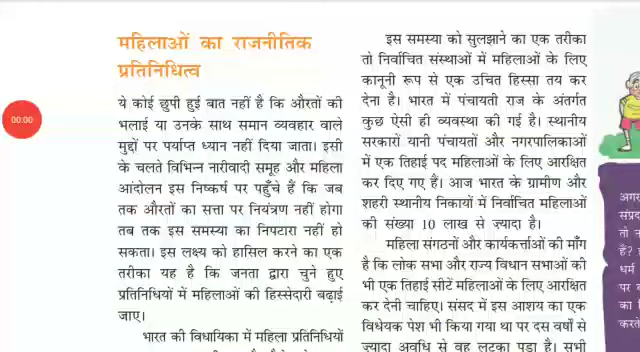 महिलाओं का राजनीतिक
प्रतिनिधित्व
ये कोई छुपी हुई बात नहीं है कि औरतों की
भलाई या उनके साथ समान व्यवहार वाले
मुद्दों पर पर्याप्त ध्यान नहीं दिया जाता। इसी
के चलते विभिन्न नारीवादी समूह और महिला
आंदोलन इस निष्कर्ष पर पहुँचे हैं कि जब
तक औरतों का सत्ता पर नियंत्रण नहीं होगा
तब तक इस समस्या का निपटारा नहीं हो
सकता। इस लक्ष्य को हासिल करने का एक
तरीका यह है कि जनता द्वारा चुने हुए
प्रतिनिधियों में महिलाओं की हिस्सेदारी बढ़ाई
जाए।
भारत की विधायिका में महिला प्रतिनिधियों
इस समस्या को सुलझाने का एक तरीका
तो निर्वाचित संस्थाओं में महिलाओं के लिए
कानूनी रूप से एक उचित हिस्सा तय कर
देना है। भारत में पंचायती राज के अंतर्गत
कुछ ऐसी ही व्यवस्था की गई है। स्थानीय
सरकारों यानी पंचायतों और नगरपालिकाओं
में एक तिहाई पद महिलाओं के लिए आरक्षित
कर दिए गए हैं। आज भारत के ग्रामीण और
शहरी स्थानीय निकायों में निर्वाचित महिलाओं
की संख्या 10 लाख से ज्यादा है।
महिला संगठनों और कार्यकर्त्ताओं की माँग
है कि लोक सभा और राज्य विधान सभाओं की
भी एक तिहाई सीटें महिलाओं के लिए आरक्षित
कर देनी चाहिए। संसद में इस आशय का एक
विधेयक पेश भी किया गया था पर दस वर्षों से
ज्यादा अवधि से वह लटका पड़ा है। सभी
00:00
अगर
संप्रद
तो न
है?
धर्म
पर
का
करते